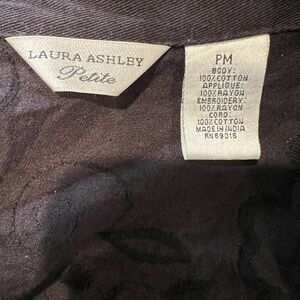 LAURA ASHLEY
Petite
PM
BODY:
100%COTTON
APPLIQUE:
100%RAYON
EMBROIDERY:
100%RAYON
CORD:
100%COTTON
MADE IN INDIA
RN 69016